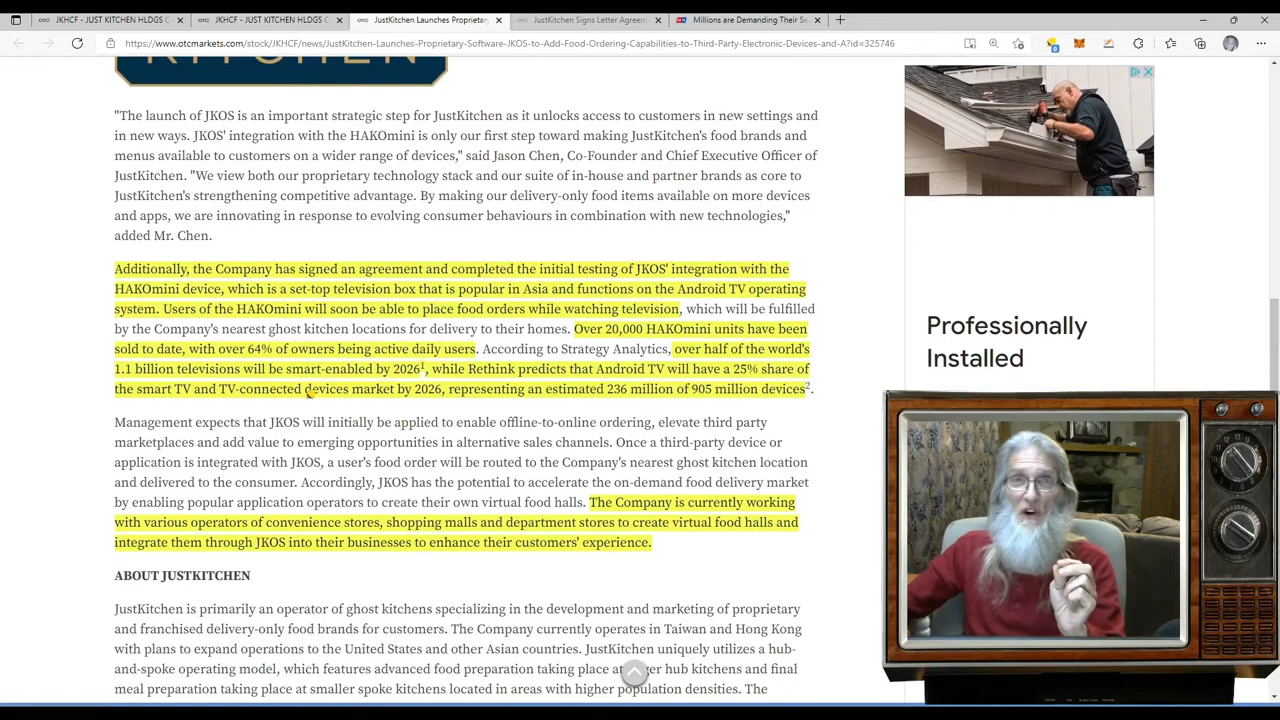 JKHCF - JUST KITCHEN HLDGS C
JKHCF - JUST KITCHEN HLDGS C
JustKitchen Launches Proprietary
JustKitchen Signs Letter Agreem
Millions are Demanding Their Se
https://www.otcmarkets.com/stock/JKHCF/news/JustKitchen-Launches-Proprietary-Software-JKOS-to-Add-Food-Ordering-Capabilities-to-Third-Party-Electronic-Devices-and-A?id=325746
KITCHEN
"The launch of JKOS is an important strategic step for JustKitchen as it unlocks access to customers in new settings and
in new ways. JKOS' integration with the HAKOmini is only our first step toward making JustKitchen's food brands and
menus available to customers on a wider range of devices," said Jason Chen, Co-Founder and Chief Executive Officer of
JustKitchen. "We view both our proprietary technology stack and our suite of in-house and partner brands as core to
JustKitchen's strengthening competitive advantage. By making our delivery-only food items available on more devices
and apps, we are innovating in response to evolving consumer behaviours in combination with new technologies,"
added Mr. Chen.
Additionally, the Company has signed an agreement and completed the initial testing of JKOS' integration with the
HAKOmini device, which is a set-top television box that is popular in Asia and functions on the Android TV operating
system. Users of the HAKOmini will soon be able to place food orders while watching television, which will be fulfilled
by the Company's nearest ghost kitchen locations for delivery to their homes. Over 20,000 HAKOmini units have been
sold to date, with over 64% of owners being active daily users. According to Strategy Analytics, over half of the world's
1.1 billion televisions will be smart-enabled by 2026¹, while Rethink predicts that Android TV will have a 25% share of
the smart TV and TV-connected devices market by 2026, representing an estimated 236 million of 905 million devices².
Management expects that JKOS will initially be applied to enable offline-to-online ordering, elevate third party
marketplaces and add value to emerging opportunities in alternative sales channels. Once a third-party device or
application is integrated with JKOS, a user's food order will be routed to the Company's nearest ghost kitchen location
and delivered to the consumer. Accordingly, JKOS has the potential to accelerate the on-demand food delivery market
by enabling popular application operators to create their own virtual food halls. The Company is currently working
with various operators of convenience stores, shopping malls and department stores to create virtual food halls and
integrate them through JKOS into their businesses to enhance their customers' experience.
ABOUT JUSTKITCHEN
JustKitchen is primarily an operator of ghost kitchens specializing in the development and marketing of proprietary
and franchised delivery-only food brands for customers. The Company currently operates in Taiwan and Hong Kong
with plans to expand operations to the United States and other Asian Countries. JustKitchen uniquely utilizes a hub-
and-spoke operating model, which features advanced food preparation taking place at larger hub kitchens and final
meal preparation taking place at smaller spoke kitchens located in areas with higher population densities. The
Professionally
Installed